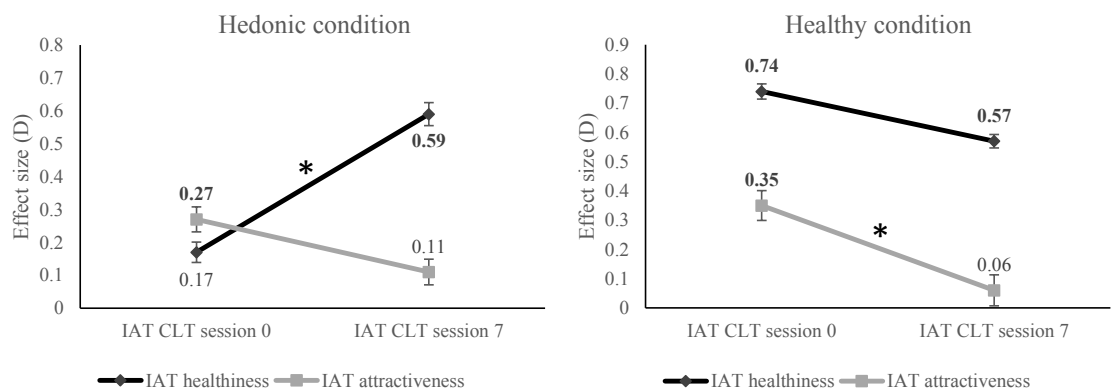 Hedonic condition
0.8
0.7
0.6
0.5
0.4
0.3
0.2
0.1
0
Effect size (D)
0.27
0.17
*
0.59
0.11
IAT CLT session 0
IAT CLT session 7
IAT healthiness
IAT attractiveness
Healthy condition
0.9
0.8
0.7
0.6
0.5
0.4
0.3
0.2
0.1
0
Effect size (D)
0.74
0.57
0.35
*
0.06
IAT CLT session 0
IAT CLT session 7
IAT healthiness
IAT attractiveness